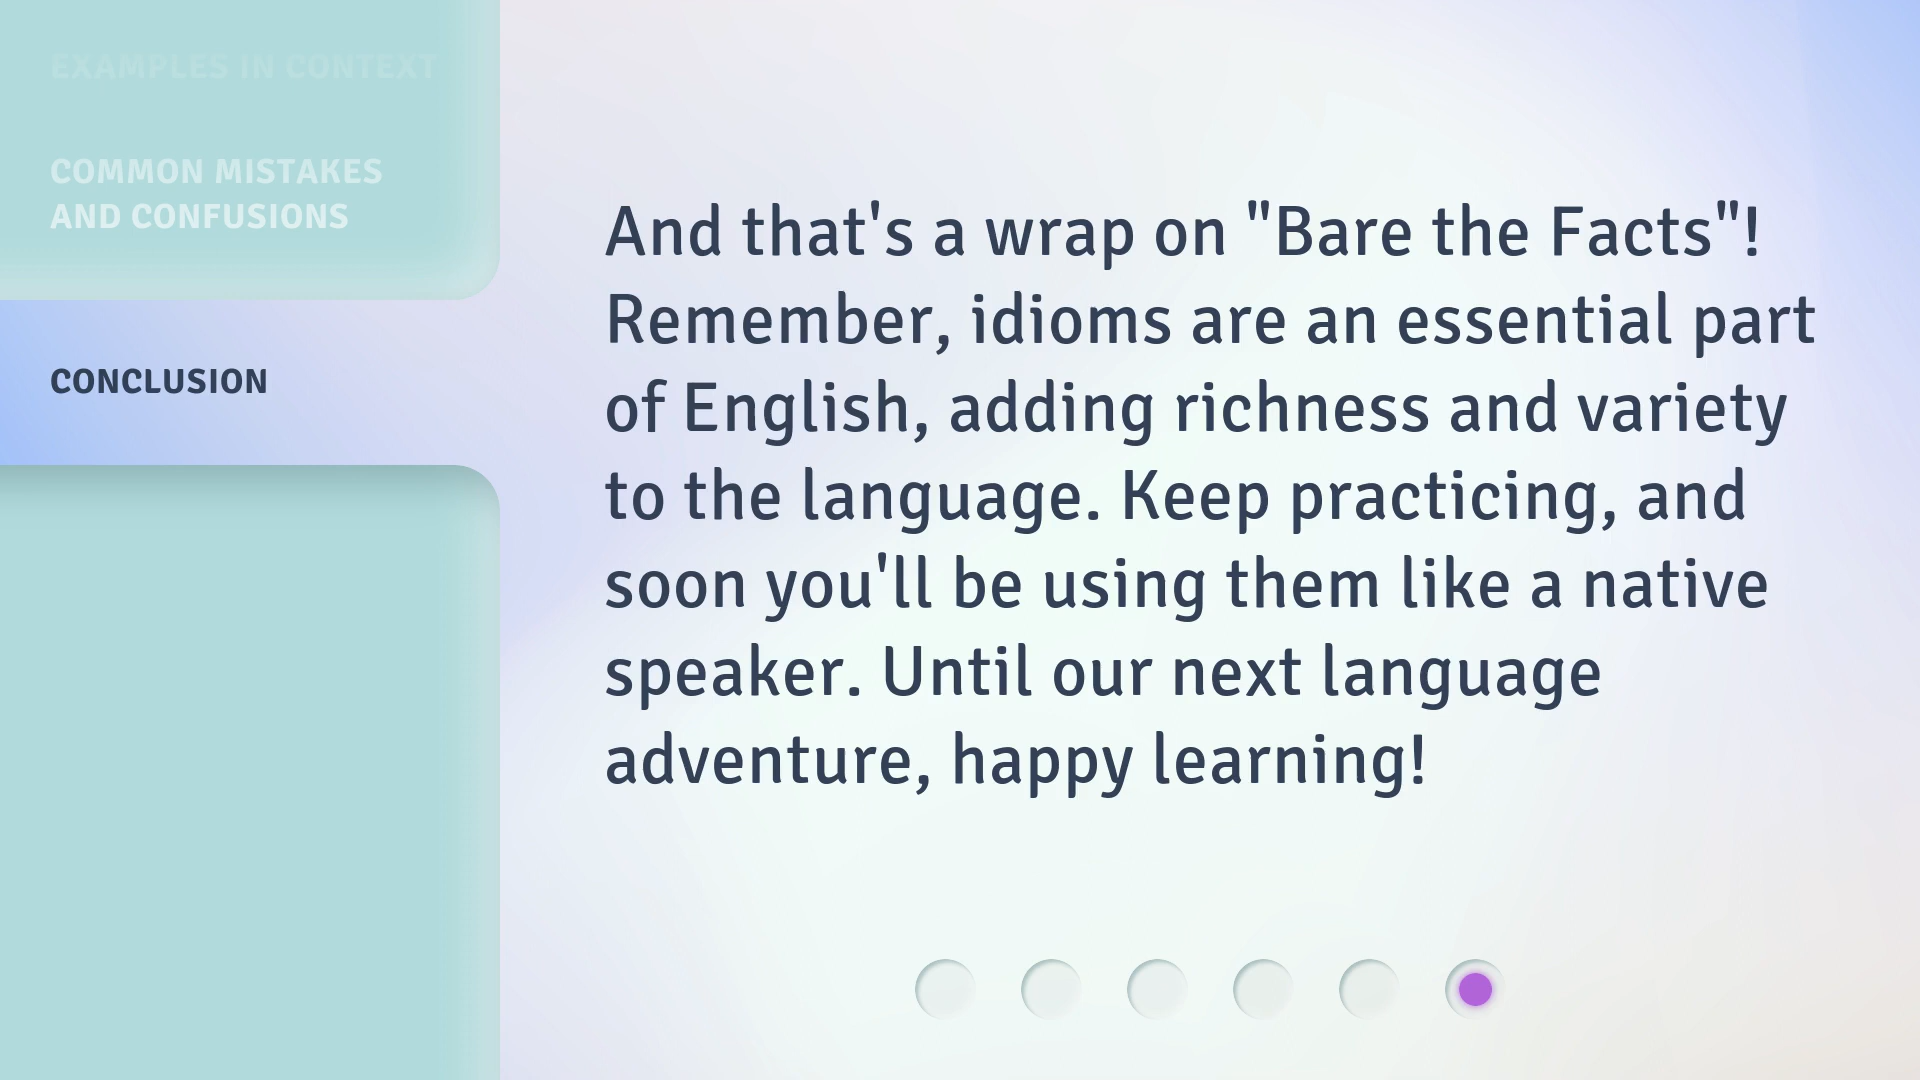 EXAMPLES IN CONTEXT
COMMON MISTAKES
AND CONFUSIONS
CONCLUSION
And that's a wrap on "Bare the Facts"!
Remember, idioms are an essential part
of English, adding richness and variety
to the language. Keep practicing, and
soon you'll be using them like a native
speaker. Until our next language
adventure, happy learning!